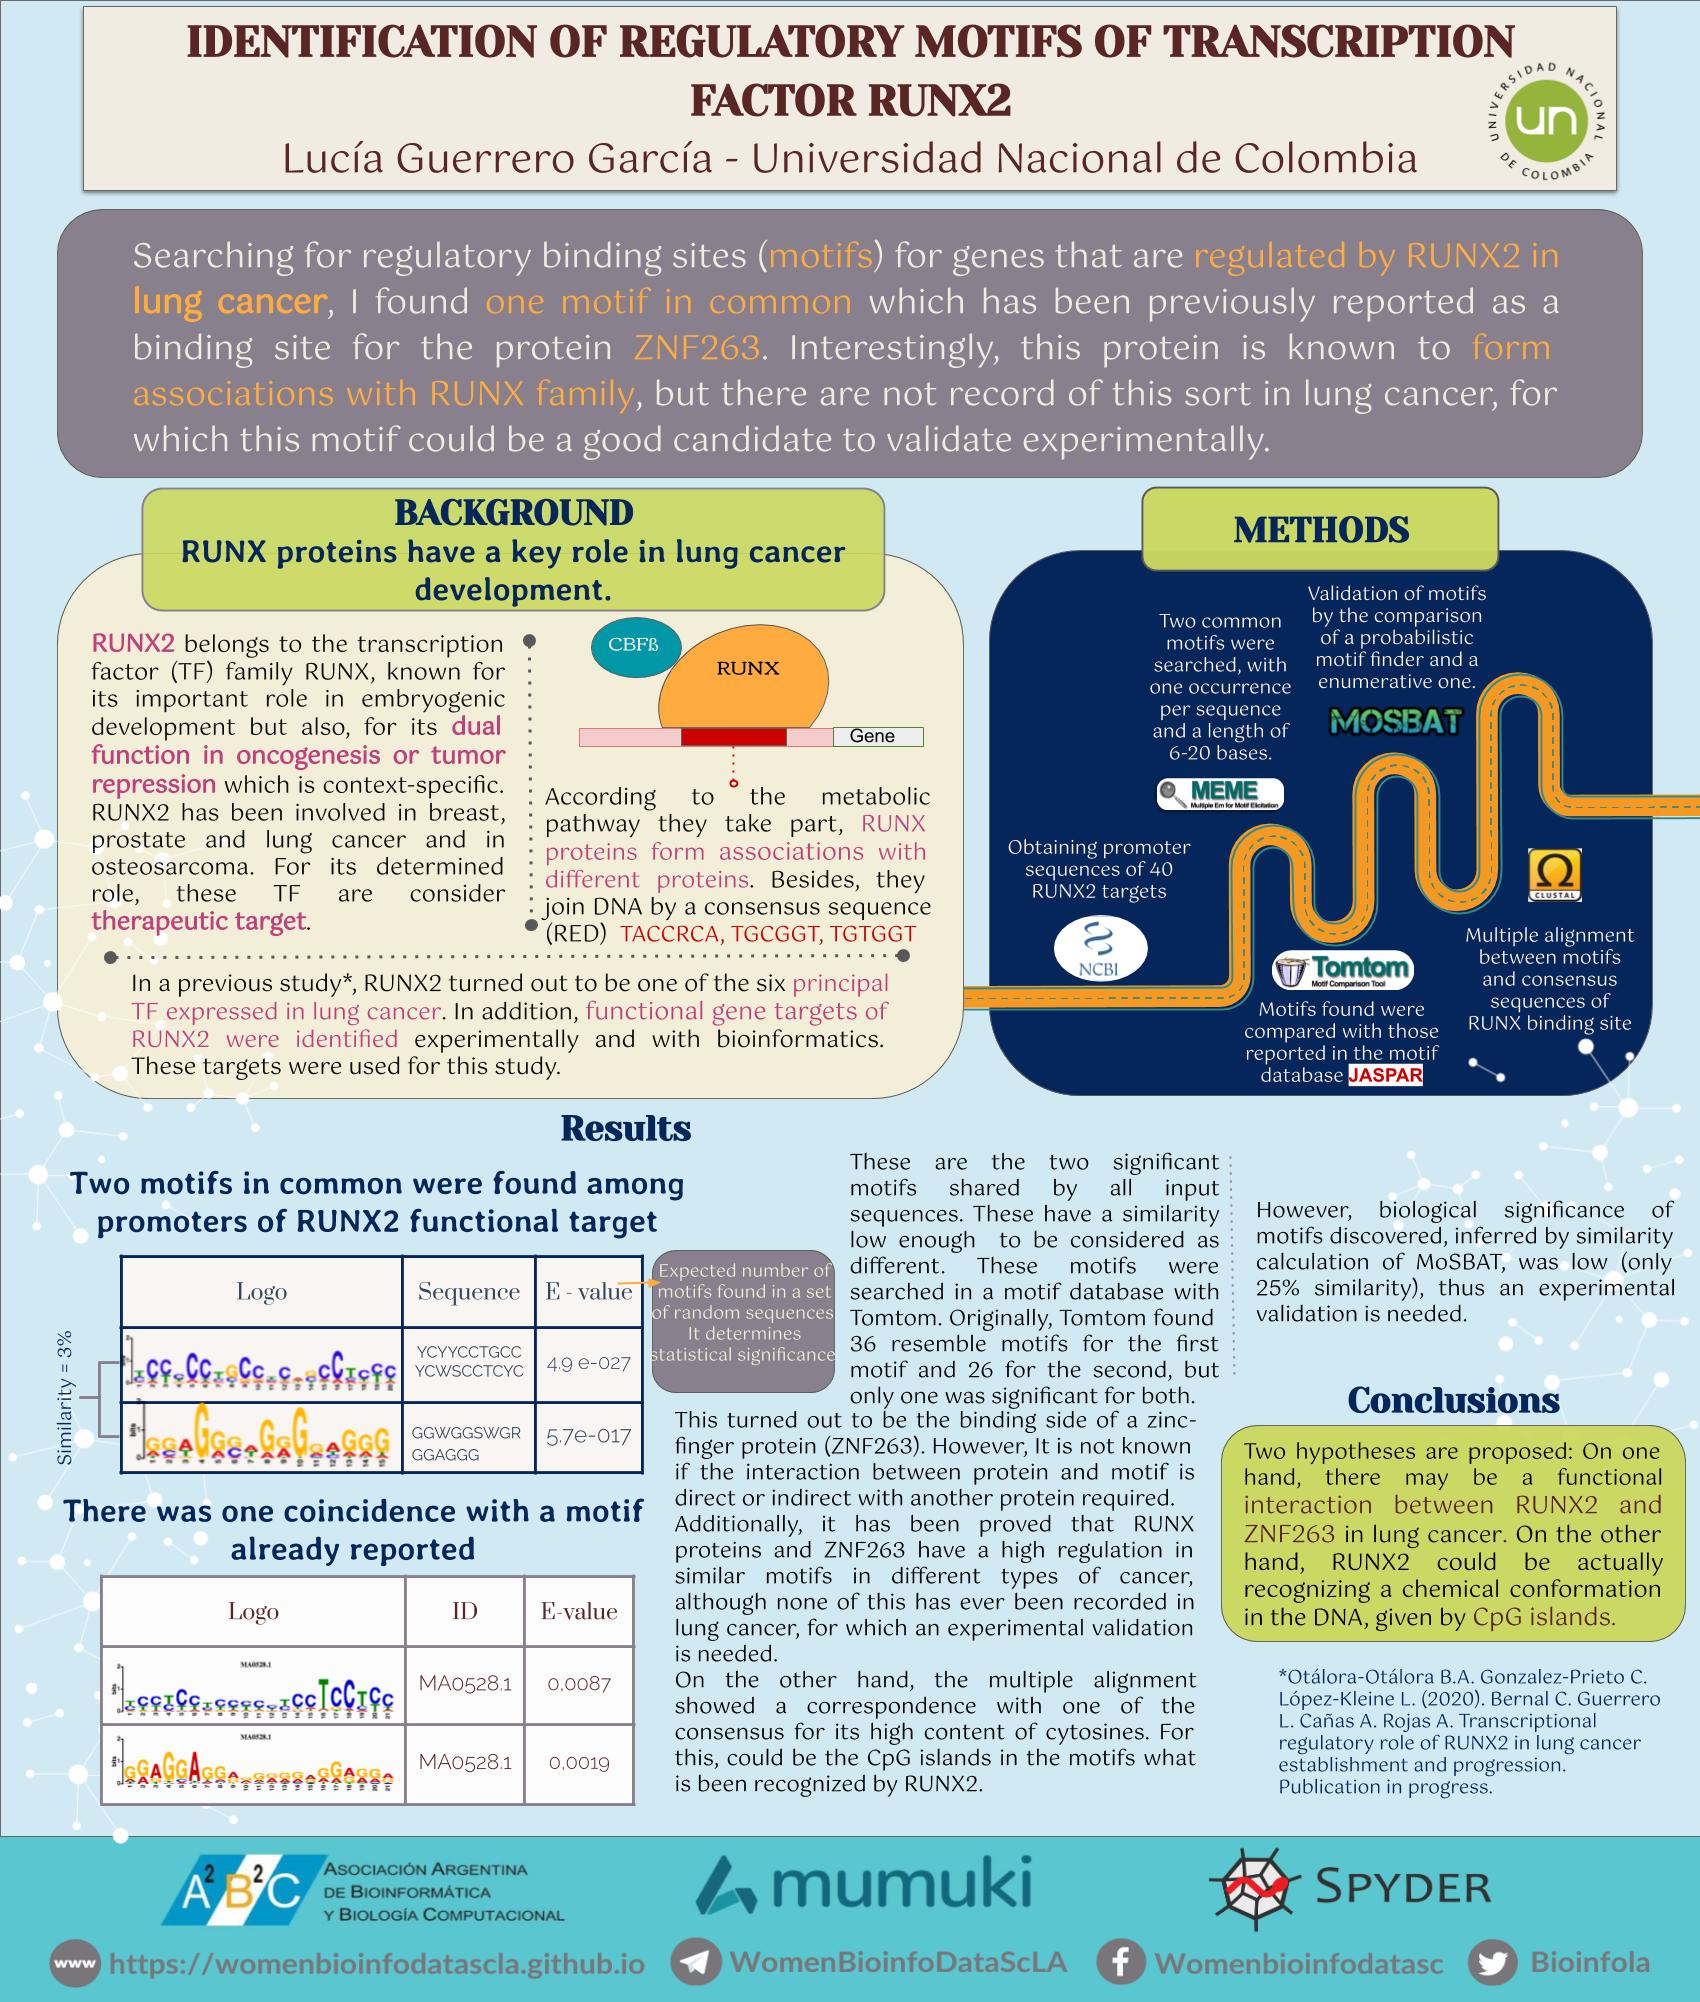 IDENTIFICATION OF REGULATORY MOTIFS OF TRANSCRIPTION
FACTOR RUNX2
Lucía Guerrero García - Universidad Nacional de Colombia
UNIVERSIDAD NACIONAL
un
DE COLOMBIA
Searching for regulatory binding sites (motifs) for genes that are regulated by RUNX2 in
lung cancer, I found one motif in common which has been previously reported as a
binding site for the protein ZNF263. Interestingly, this protein is known to form
associations with RUNX family, but there are not record of this sort in lung cancer, for
which this motif could be a good candidate to validate experimentally.
BACKGROUND
RUNX proteins have a key role in lung cancer
development.
RUNX2 belongs to the transcription
factor (TF) family RUNX, known for
its important role in embryogenic
development but also, for its dual
function in oncogenesis or tumor
repression which is context-specific.
RUNX2 has been involved in breast,
prostate and lung cancer and in
osteosarcoma. For its determined
role, these TF are consider
therapeutic target.
CBFß
RUNX
Gene
According to the metabolic
pathway they take part, RUNX
proteins form associations with
different proteins. Besides, they
join DNA by a consensus sequence
(RED) TACCRCA, TGCGGT, TGTGGT
In a previous study*, RUNX2 turned out to be one of the six principal
TF expressed in lung cancer. In addition, functional gene targets of
RUNX2 were identified experimentally and with bioinformatics.
These targets were used for this study.
METHODS
Obtaining promoter
sequences of 40
RUNX2 targets
NCBI
Two common
motifs were
searched, with
one occurrence
per sequence
and a length of
6-20 bases.
MEME
Multiple Em for Motif Elicitation
Tomtom
Motif Comparison Tool
Motifs found were
compared with those
reported in the motif
database JASPAR
Validation of motifs
by the comparison
of a probabilistic
motif finder and a
enumerative one.
MOSBAT
Ω
CLUSTAL
Multiple alignment
between motifs
and consensus
sequences of
RUNX binding site
Results
Two motifs in common were found among
promoters of RUNX2 functional target
Logo
Sequence
E - value
Similarity = 3%
YCYYCCTGCC
YCWSCCTCYC
4.9 e-027
GGWGGSWGR
GGAGGG
5.7e-017
Expected number of
motifs found in a set
of random sequences
It determines
statistical significance
There was one coincidence with a motif
already reported
Logo
ID
E-value
MA0528.1
MA0528.1
0,0087
MA0528.1
MA0528.1
0,0019
These are the two significant
motifs shared by all input
sequences. These have a similarity
low enough to be considered as
different. These motifs were
searched in a motif database with
Tomtom. Originally, Tomtom found
36 resemble motifs for the first
motif and 26 for the second, but
only one was significant for both.
This turned out to be the binding side of a zinc-
finger protein (ZNF263). However, It is not known
if the interaction between protein and motif is
direct or indirect with another protein required.
Additionally, it has been proved that RUNX
proteins and ZNF263 have a high regulation in
similar motifs in different types of cancer,
although none of this has ever been recorded in
lung cancer, for which an experimental validation
is needed.
On the other hand, the multiple alignment
showed a correspondence with one of the
consensus for its high content of cytosines. For
this, could be the CpG islands in the motifs what
is been recognized by RUNX2.
However, biological significance of
motifs discovered, inferred by similarity
calculation of MoSBAT, was low (only
25% similarity), thus an experimental
validation is needed.
Conclusions
Two hypotheses are proposed: On one
hand, there may be a functional
interaction between RUNX2 and
ZNF263 in lung cancer. On the other
hand, RUNX2 could be actually
recognizing a chemical conformation
in the DNA, given by CpG islands.
*Otálora-Otálora B.A. Gonzalez-Prieto C.
López-Kleine L. (2020). Bernal C. Guerrero
L. Cañas A. Rojas A. Transcriptional
regulatory role of RUNX2 in lung cancer
establishment and progression.
Publication in progress.
A2B2C
ASOCIACIÓN ARGENTINA
DE BIOINFORMÁTICA
Y BIOLOGÍA COMPUTACIONAL
mumuki
SPYDER
www https://womenbioinfodatascla.github.io
WomenBioinfoDataScLA
Womenbioinfodatasc
Bioinfola